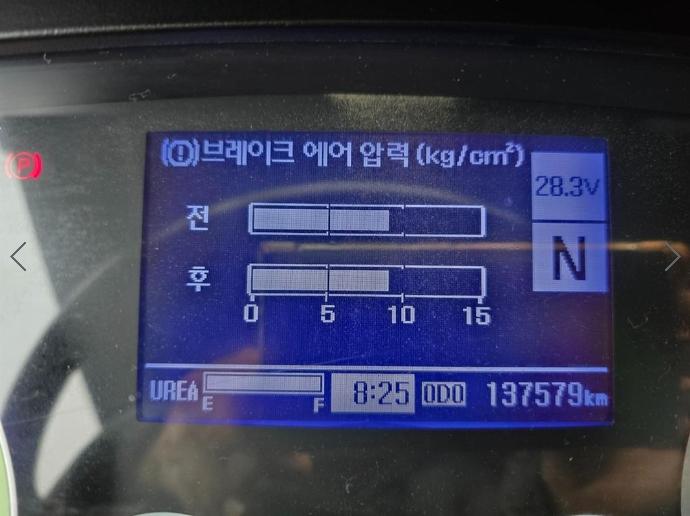 (!)브레이크 에어 압력 (kg/cm²)
28.3V
(P)
전
N
후
0 5 10 15
UREA E F 8:25 ODO 137579km